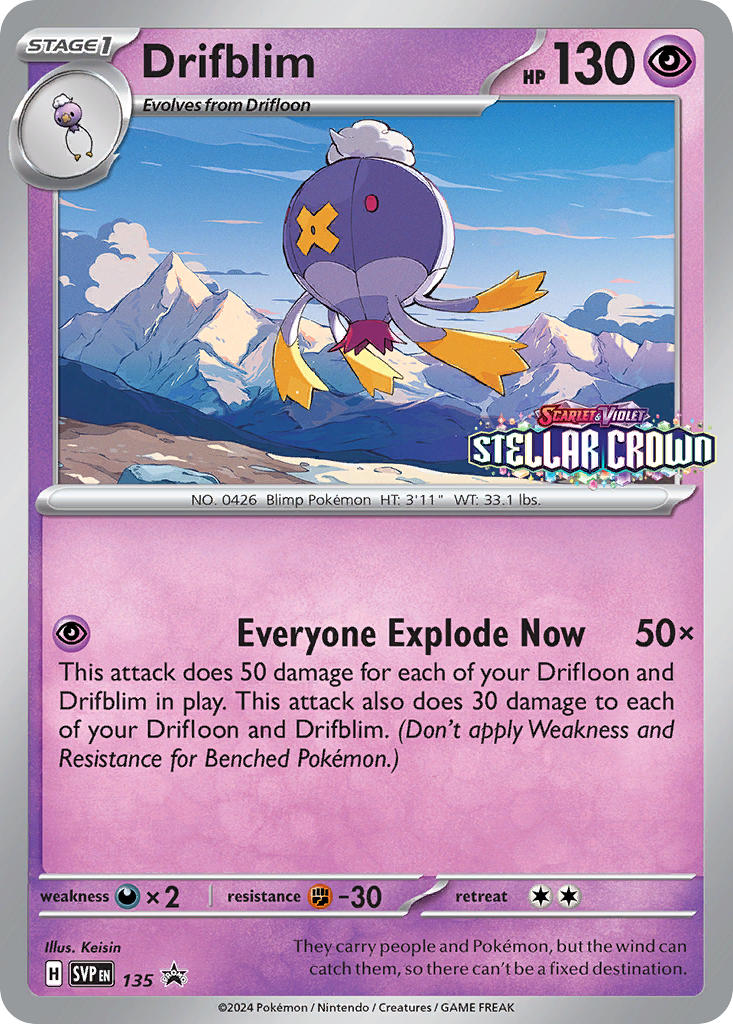 STAGE1
Drifblim
HP 130
Evolves from Drifloon
SCARLET & VIOLET
STELLAR CROWN
NO. 0426 Blimp Pokémon HT: 3'11" WT: 33.1 lbs.
Everyone Explode Now 50×
This attack does 50 damage for each of your Drifloon and
Drifblim in play. This attack also does 30 damage to each
of your Drifloon and Drifblim. (Don't apply Weakness and
Resistance for Benched Pokémon.)
weakness ×2 resistance -30 retreat
Illus. Keisin
They carry people and Pokémon, but the wind can
catch them, so there can't be a fixed destination.
H SVP EN 135 PROMO
©2024 Pokémon / Nintendo / Creatures / GAME FREAK